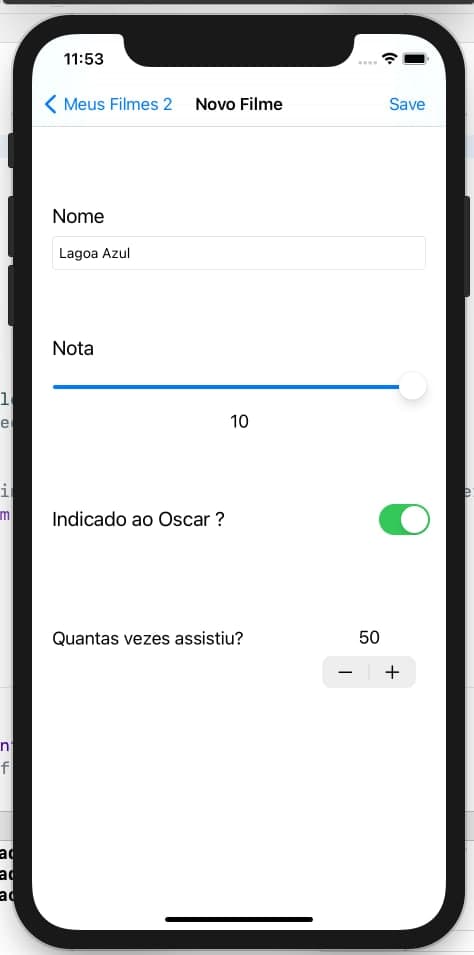 11:53
Meus Filmes 2 Novo Filme Save
Nome
Lagoa Azul
Nota
10
Indicado ao Oscar ?
Quantas vezes assistiu? 50
− +